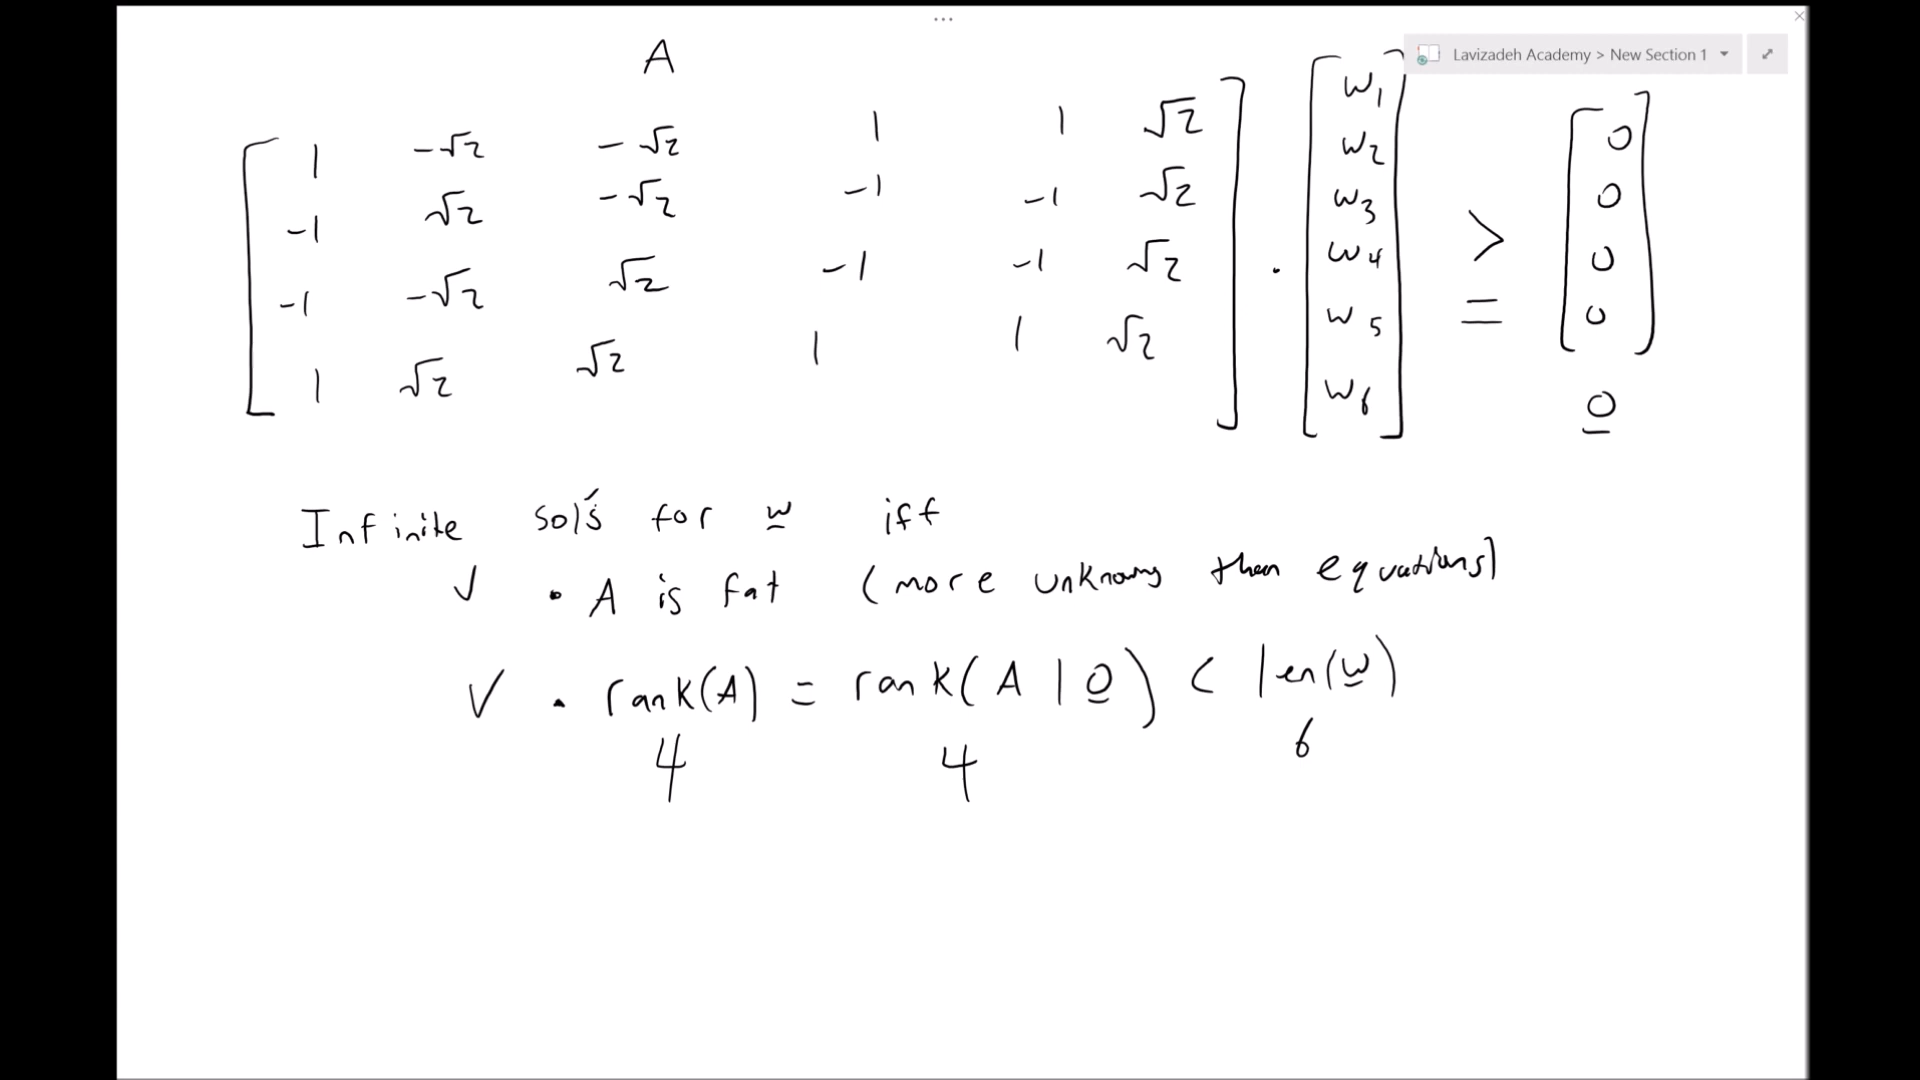 A
Lavizadeh Academy > New Section 1
1 -√2 -√2 1 1 √2 w1 0
-1 √2 -√2 -1 -1 √2 w2 0
w3 >
-1 -√2 √2 -1 -1 √2 · w4 = 0
1 √2 √2 1 1 √2 w5 0
w6 0
Infinite sol's for w iff
✓ • A is fat (more unknowns then equations)
✓ • rank(A) = rank(A | 0) < len(w)
4 4 6